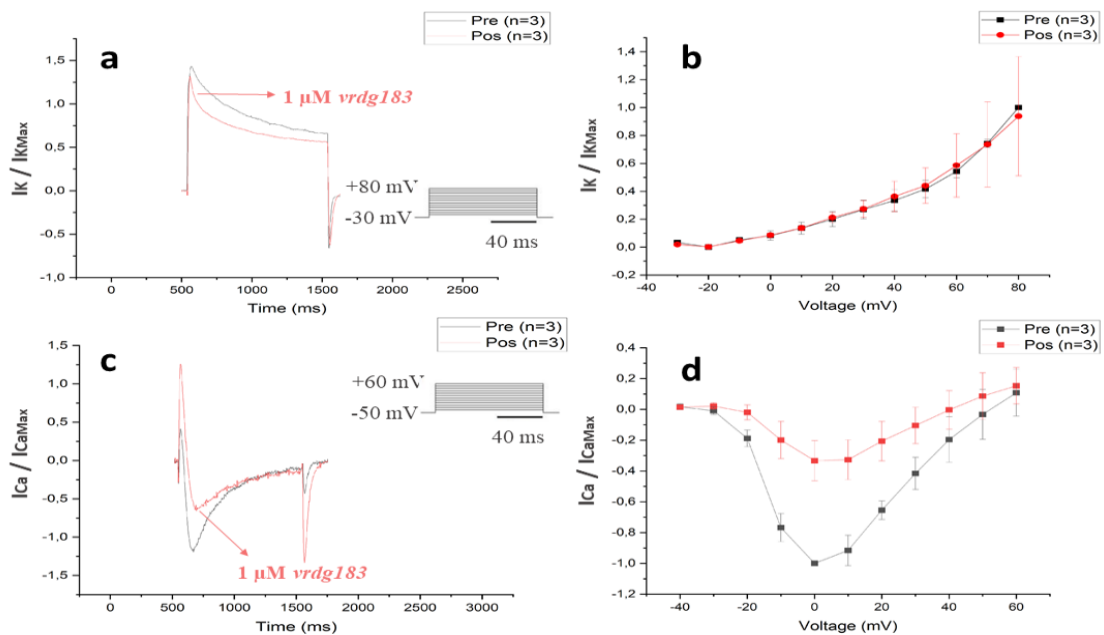 a
Pre (n=3)
Pos (n=3)
1 µM vrdg183
IK / IKMax
1,5
1,0
0,5
0,0
-0,5
-1,0
+80 mV
-30 mV
40 ms
0 500 1000 1500 2000 2500
Time (ms)
b
Pre (n=3)
Pos (n=3)
IK / IKMax
1,4
1,2
1,0
0,8
0,6
0,4
0,2
0,0
0,2
-40 -20 0 20 40 60 80
Voltage (mV)
c
Pre (n=3)
Pos (n=3)
ICa / ICaMax
1,5
1,0
0,5
0,0
-0,5
-1,0
-1,5
+60 mV
-50 mV
40 ms
1 µM vrdg183
0 500 1000 1500 2000 2500 3000
Time (ms)
d
Pre (n=3)
Pos (n=3)
ICa / ICaMax
0,4
0,2
0,0
-0,2
-0,4
-0,6
-0,8
-1,0
-1,2
-40 -20 0 20 40 60
Voltage (mV)